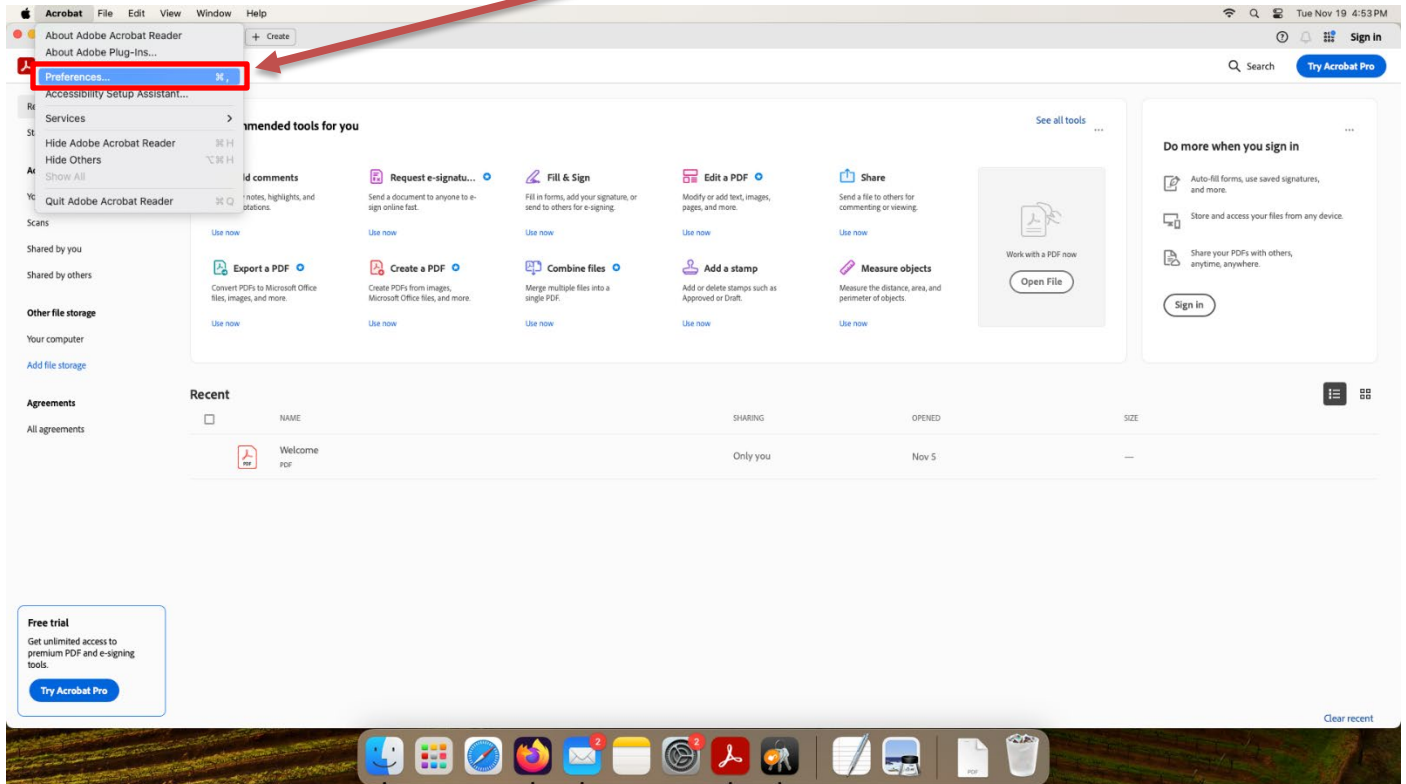 Acrobat File Edit View Window Help
Tue Nov 19 4:53 PM
About Adobe Acrobat Reader
About Adobe Plug-Ins...
Preferences... ⌘ ,
Accessibility Setup Assistant...
Services
Hide Adobe Acrobat Reader ⌘ H
Hide Others ⌥ ⌘ H
Show All
Quit Adobe Acrobat Reader ⌘ Q
+ Create
Sign in
Search
Try Acrobat Pro
Scans
Shared by you
Shared by others
Other file storage
Your computer
Add file storage
Agreements
All agreements
tools for you
See all tools
...
comments
Use now
notes, highlights, and
Request e-signatu...
Send a document to anyone to e-
sign online fast.
Use now
Fill & Sign
Fill in forms, add your signature, or
send to others for e-signing.
Use now
Edit a PDF
Modify or add text, images,
pages, and more.
Use now
Share
Send a file to others for
commenting or viewing.
Use now
Export a PDF
Convert PDFs to Microsoft Office
files, images, and more.
Use now
Create a PDF
Create PDFs from images,
Microsoft Office files, and more.
Use now
Combine files
Merge multiple files into a
single PDF.
Use now
Add a stamp
Add or delete stamps such as
Approved or Draft.
Use now
Measure objects
Measure the distance, area, and
perimeter of objects.
Use now
Work with a PDF now
Open File
...
Do more when you sign in
Auto-fill forms, use saved signatures,
and more.
Store and access your files from any device.
Share your PDFs with others,
anytime, anywhere.
Sign in
Recent
NAME SHARING OPENED SIZE
Welcome Only you Nov 5 —
PDF
Free trial
Get unlimited access to
premium PDF and e-signing
tools.
Try Acrobat Pro
Clear recent
2
2
PDF